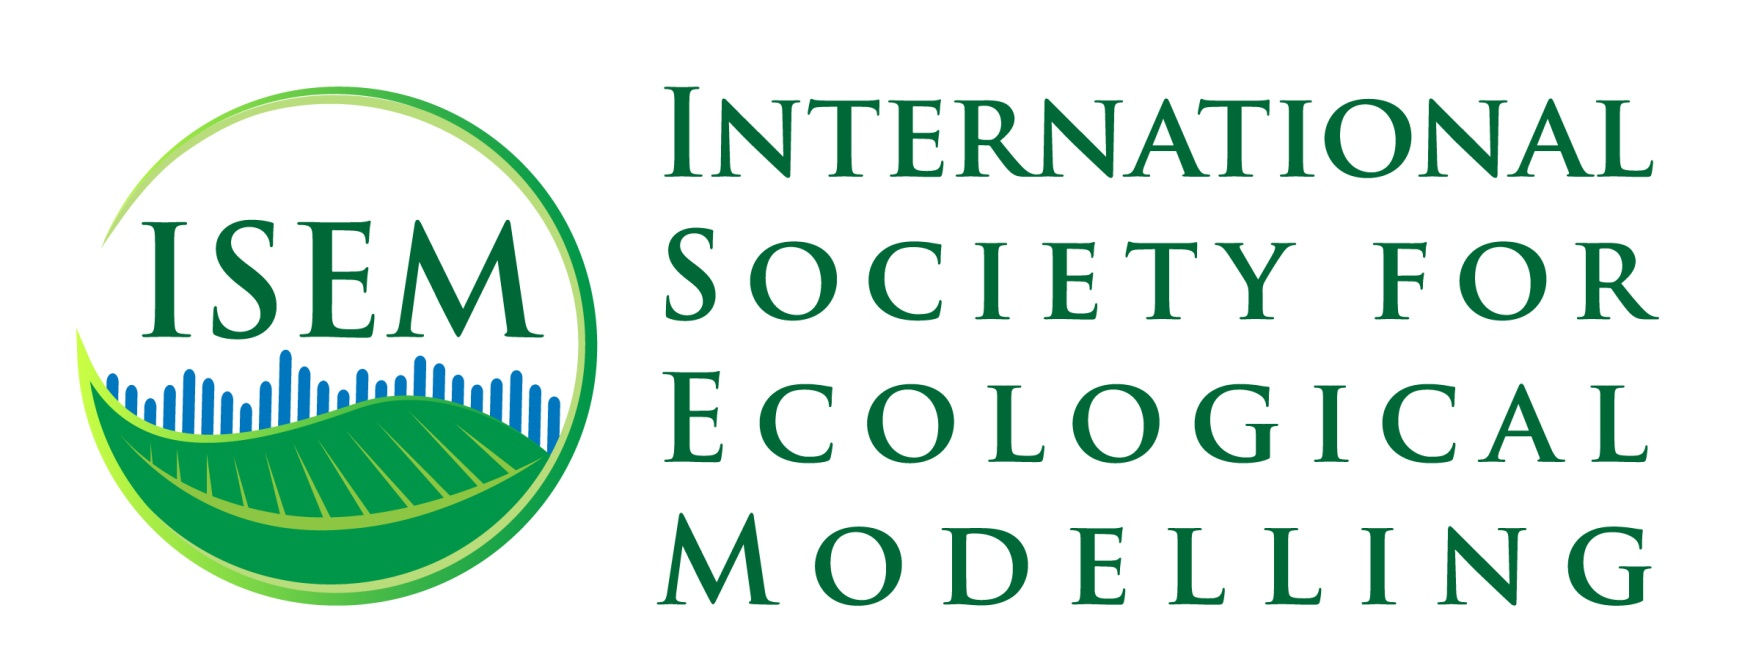 ISEM
INTERNATIONAL
SOCIETY FOR
ECOLOGICAL
MODELLING